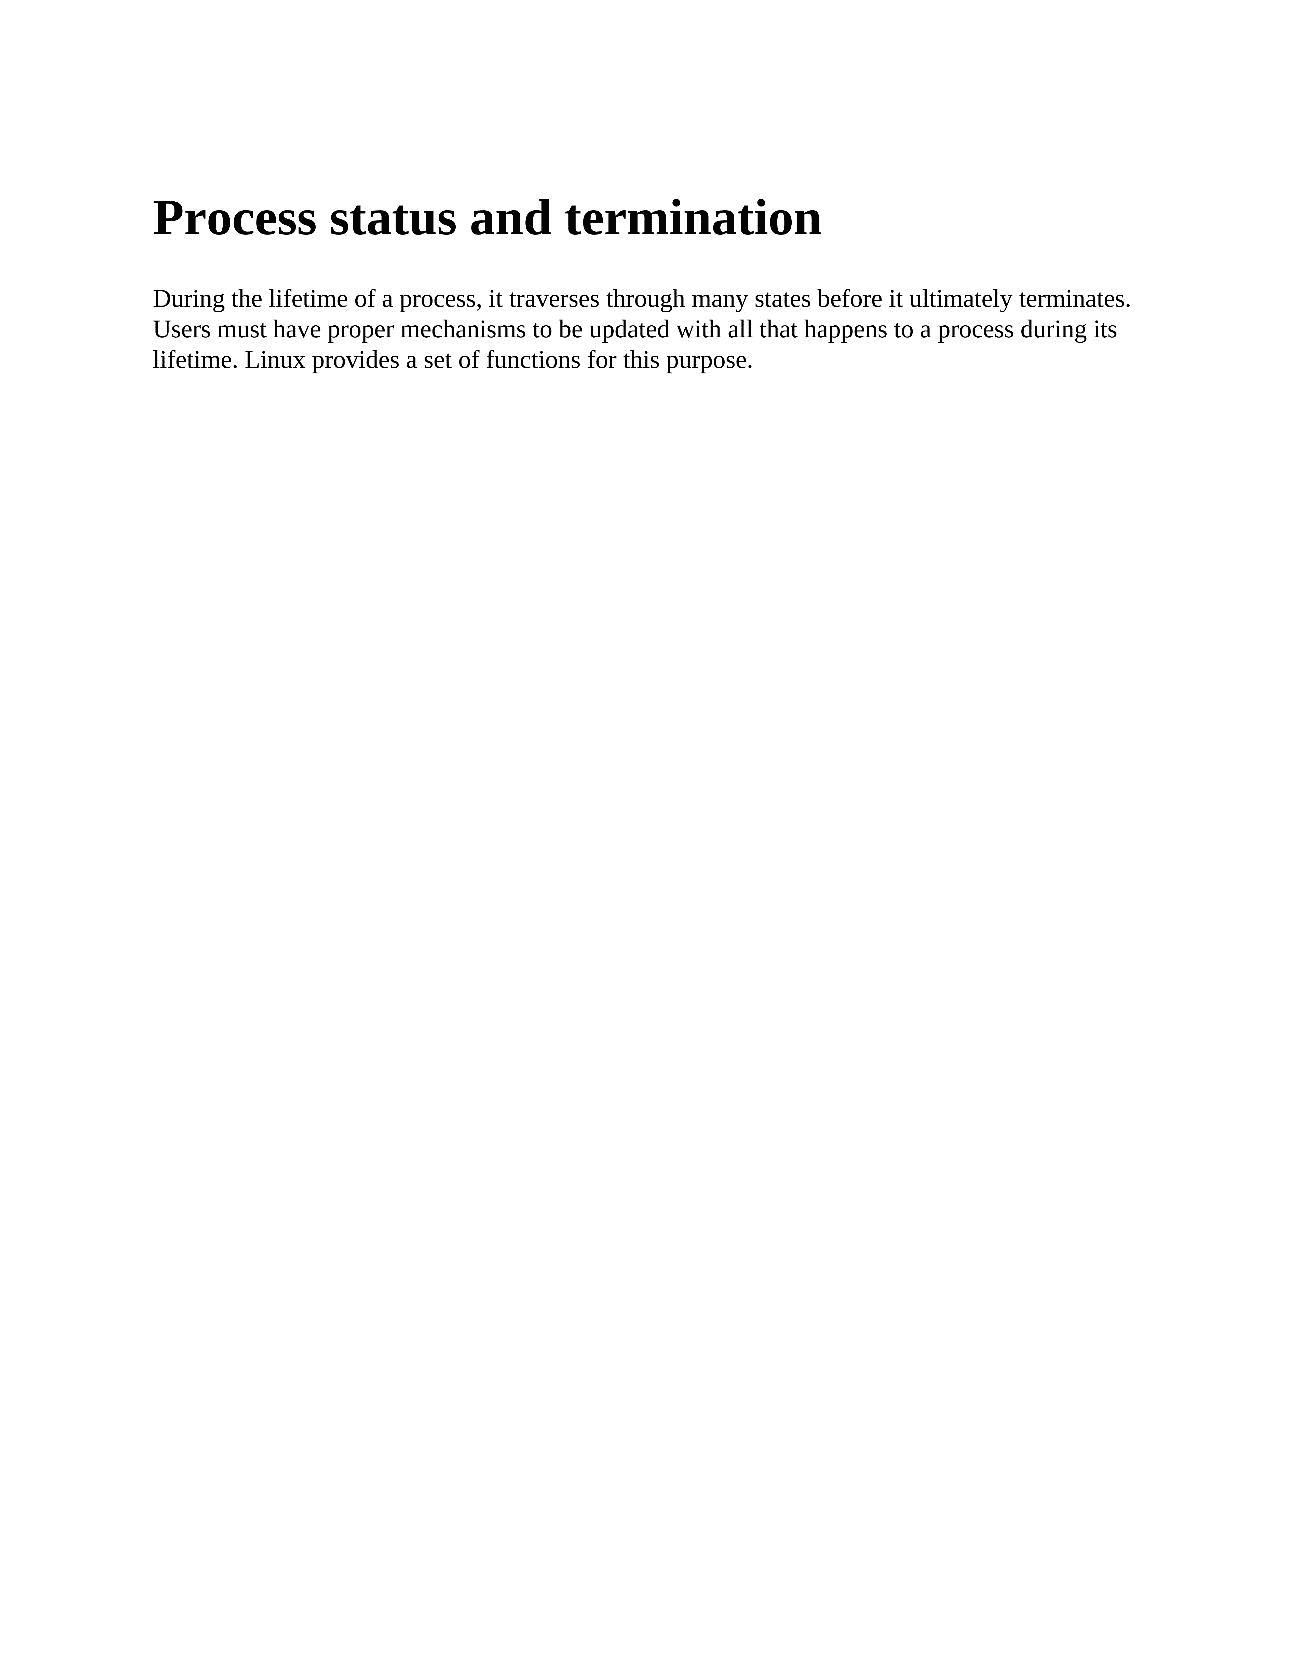 Process status and termination
During the lifetime of a process, it traverses through many states before it ultimately terminates.
Users must have proper mechanisms to be updated with all that happens to a process during its
lifetime. Linux provides a set of functions for this purpose.